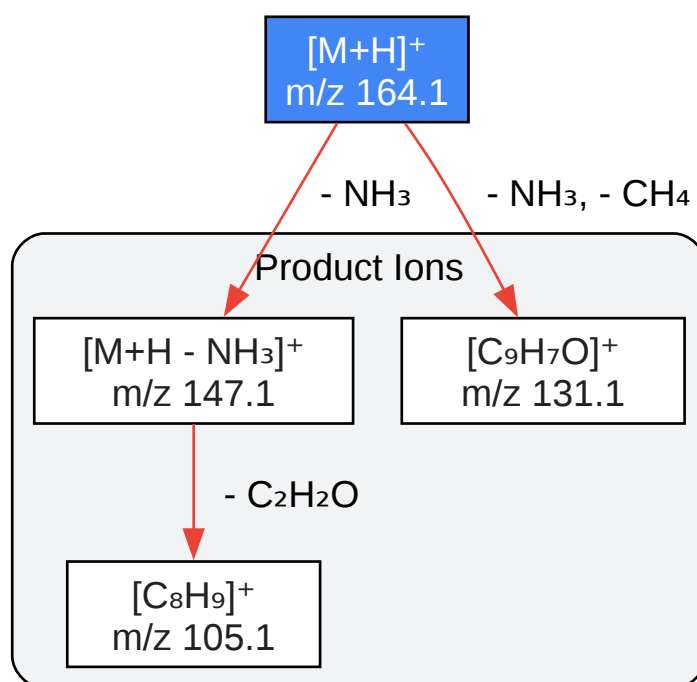 [M+H]⁺
m/z 164.1
- NH₃
- NH₃, - CH₄
Product Ions
[M+H - NH₃]⁺
m/z 147.1
[C₉H₇O]⁺
m/z 131.1
- C₂H₂O
[C₈H₉]⁺
m/z 105.1